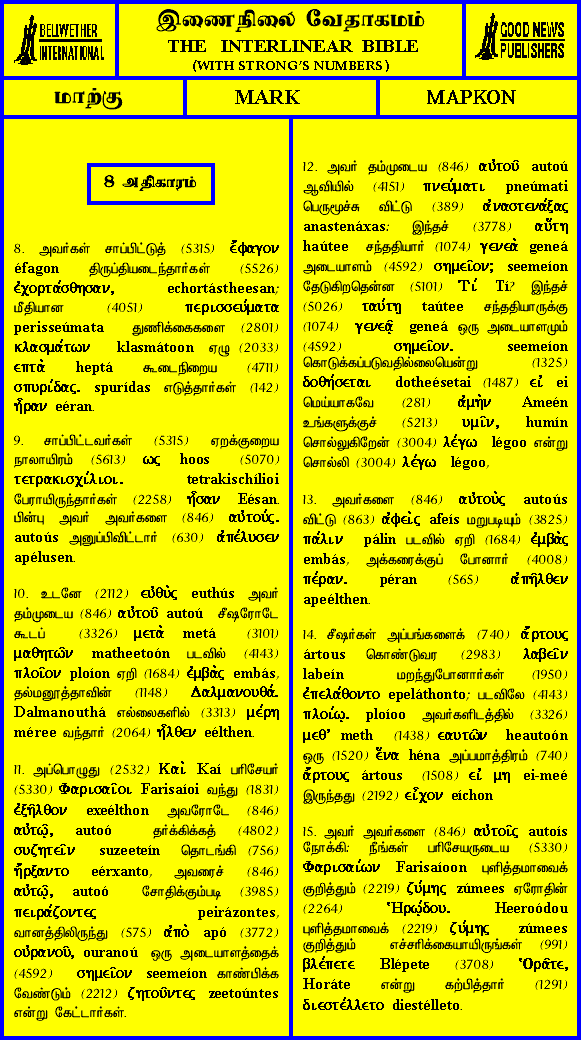 BELLWETHER
INTERNATIONAL
இணைநிலை வேதாகமம்
THE INTERLINEAR BIBLE
(WITH STRONG'S NUMBERS)
GOOD NEWS
PUBLISHERS
மாற்கு
MARK
ΜΑΡΚΟΝ
8 அதிகாரம்
8. அவர்கள் சாப்பிட்டுத் (5315) ἔφαγον
éfagon திருப்தியடைந்தார்கள் (5526)
ἐχορτάσθησαν, echortástheesan;
மீதியான (4051) περισσεύματα
perisseúmata துணிக்கைகளை (2801)
κλασμάτων klasmátoon ஏழு (2033)
επτὰ heptá கூடைநிறைய (4711)
σπυρίδας. spurídas எடுத்தார்கள் (142)
ἦραν eéran.
9. சாப்பிட்டவர்கள் (5315) ஏறக்குறைய
நாலாயிரம் (5613) ως hoos (5070)
τετρακισχίλιοι. tetrakischílioi
பேராயிருந்தார்கள் (2258) ἦσαν Eésan.
பின்பு அவர் அவர்களை (846) αὐτούς.
autoús அனுப்பிவிட்டார் (630) ἀπέλυσεν
apélusen.
10. உடனே (2112) εὐθὺς euthús அவர்
தம்முடைய (846) αὐτοῦ autoú சீஷரோடே
கூடப் (3326) μετὰ metá (3101)
μαθητῶν matheetoón படவில் (4143)
πλοῖον ploíon ஏறி (1684) ἐμβὰς embás,
தல்மனூத்தாவின் (1148) Δαλμανουθά.
Dalmanouthá எல்லைகளில் (3313) μέρη
méree வந்தார் (2064) ἦλθεν eélthen.
11. அப்பொழுது (2532) Καὶ Kaí பரிசேயர்
(5330) Φαρισαῖοι Farisaíoi வந்து (1831)
ἐξῆλθον exeélthon அவரோடே (846)
αὐτῷ, autoó தர்க்கிக்கத் (4802)
συζητεῖν suzeeteín தொடங்கி (756)
ἤρξαντο eérxanto, அவரைச் (846)
αὐτῷ, autoó சோதிக்கும்படி (3985)
πειράζοντες peirázontes,
வானத்திலிருந்து (575) ἀπὸ apó (3772)
οὐρανοῦ, ouranoú ஒரு அடையாளத்தைக்
(4592) σημεῖον seemeíon காண்பிக்க
வேண்டும் (2212) ζητοῦντες zeetoúntes
என்று கேட்டார்கள்.
12. அவர் தம்முடைய (846) αὐτοῦ autoú
ஆவியில் (4151) πνεύματι pneúmati
பெருமூச்சு விட்டு (389) ἀναστενάξας
anastenáxas: இந்தச் (3778) αὕτη
haútee சந்ததியார் (1074) γενεὰ geneá
அடையாளம் (4592) σημεῖον; seemeíon
தேடுகிறதென்ன (5101) Τί Ti? இந்தச்
(5026) ταύτῃ taútee சந்ததியாருக்கு
(1074) γενεᾷ geneá ஒரு அடையாளமும்
(4592) σημεῖον. seemeíon
கொடுக்கப்படுவதில்லையென்று (1325)
δοθήσεται dotheésetai (1487) εἰ ei
மெய்யாகவே (281) ἀμὴν Ameén
உங்களுக்குச் (5213) υμῖν, humín
சொல்லுகிறேன் (3004) λέγω légoo என்று
சொல்லி (3004) λέγω légoo,
13. அவர்களை (846) αὐτοὺς autoús
விட்டு (863) ἀφεὶς afeís மறுபடியும் (3825)
πάλιν pálin படவில் ஏறி (1684) ἐμβὰς
embás, அக்கரைக்குப் போனார் (4008)
πέραν. péran (565) ἀπῆλθεν
apeélthen.
14. சீஷர்கள் அப்பங்களைக் (740) ἄρτους
ártous கொண்டுவர (2983) λαβεῖν
labeín மறந்துபோனார்கள் (1950)
ἐπελάθοντο epeláthonto; படவிலே (4143)
πλοίῳ. ploíoo அவர்களிடத்தில் (3326)
μεθ’ meth (1438) εαυτῶν heautoón
ஒரு (1520) ἕνα héna அப்பமாத்திரம் (740)
ἄρτους ártous (1508) εἰ μη ei-meé
இருந்தது (2192) εἶχον eíchon
15. அவர் அவர்களை (846) αὐτοῖς autoís
நோக்கி: நீங்கள் பரிசேயருடைய (5330)
Φαρισαίων Farisaíoon புளித்தமாவைக்
குறித்தும் (2219) ζύμης zúmees ஏரோதின்
(2264) Ἡρῴδου. Heeroódou
புளித்தமாவைக் (2219) ζύμης zúmees
குறித்தும் எச்சரிக்கையாயிருங்கள் (991)
βλέπετε Blépete (3708) Ὁρᾶτε,
Horáte என்று கற்பித்தார் (1291)
διεστέλλετο diestélleto.